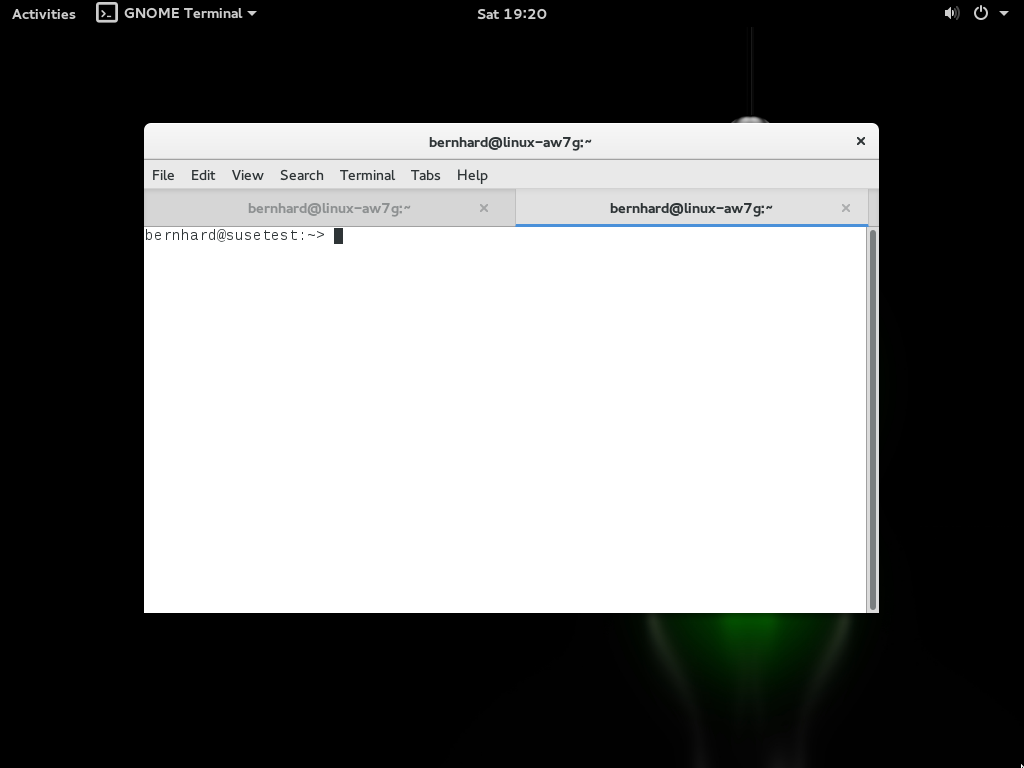 Activities GNOME Terminal Sat 19:20
bernhard@linux-aw7g:~
File Edit View Search Terminal Tabs Help
bernhard@linux-aw7g:~ bernhard@linux-aw7g:~
bernhard@susetest:~>